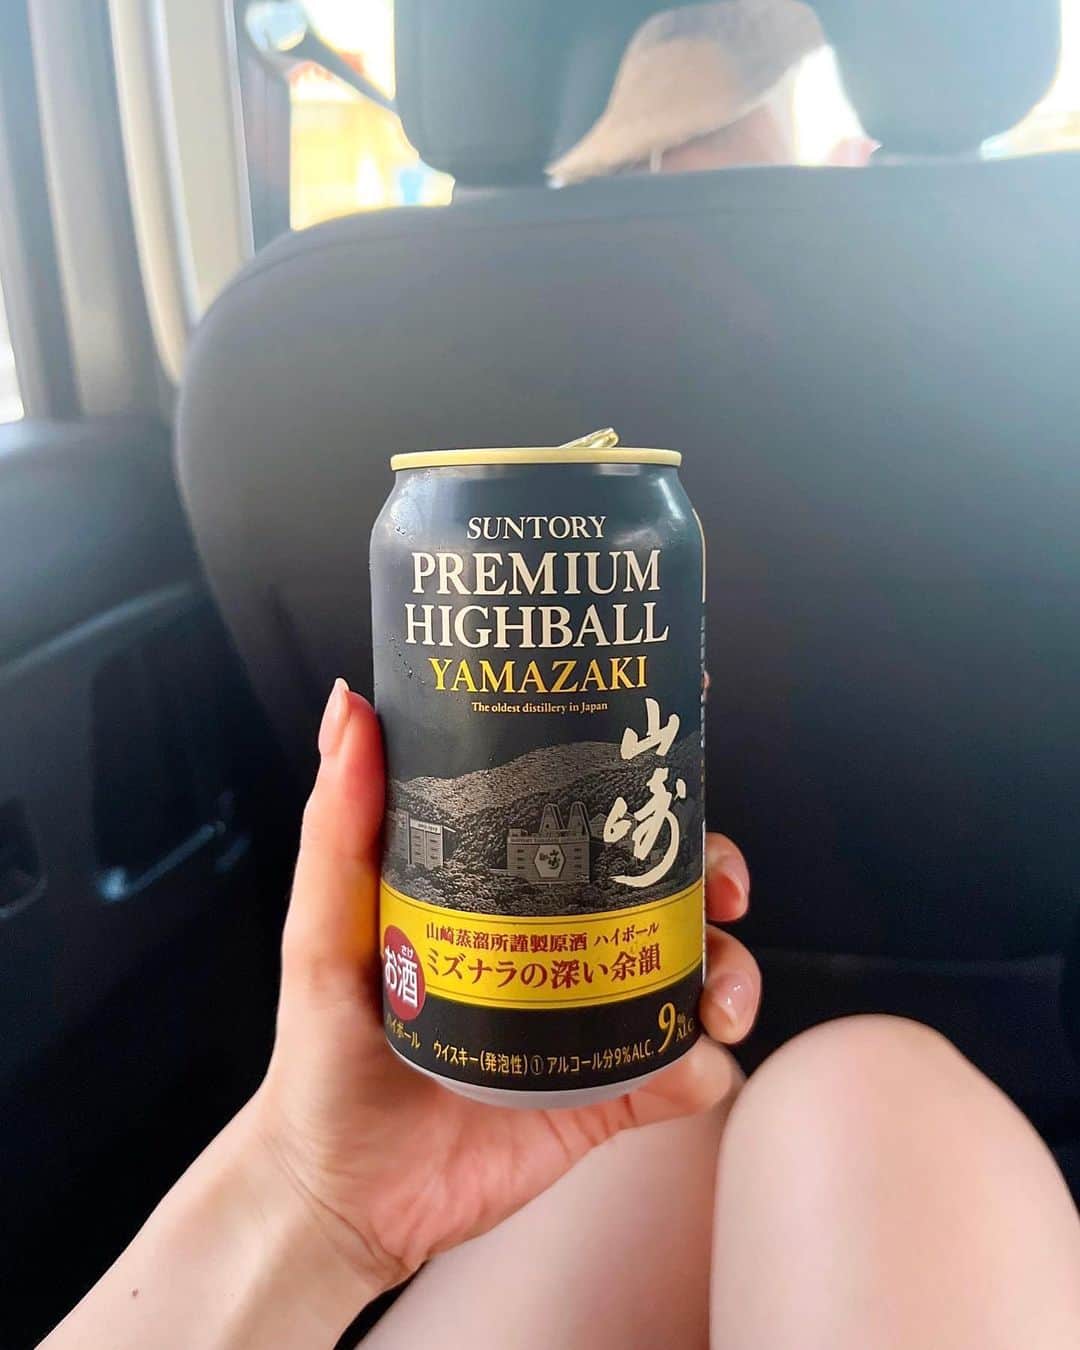 SUNTORY
PREMIUM
HIGHBALL
YAMAZAKI
The oldest distillery in Japan
山崎
山崎蒸溜所謹製原酒 ハイボール
ミズナラの深い余韻
さけ
お酒
ハイボール
ウイスキー(発泡性)① アルコール分9%ALC.
9%ALC.